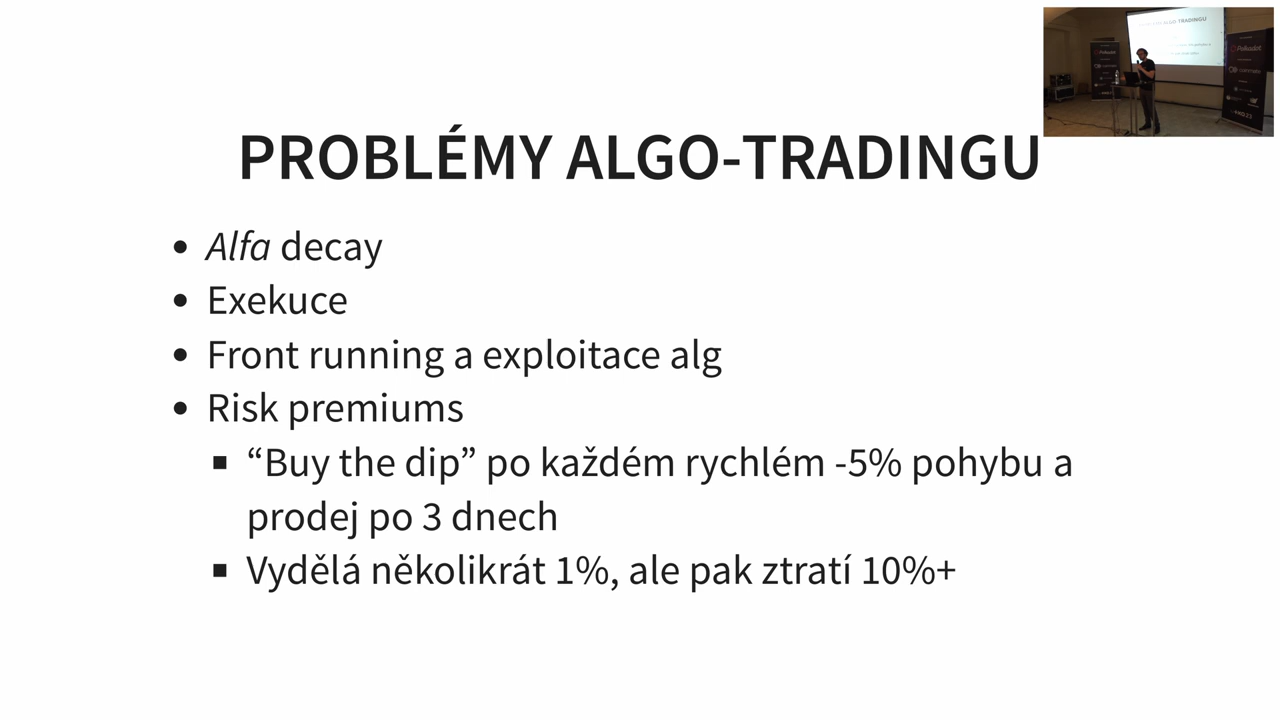 PROBLÉMY ALGO-TRADINGU
Alfa decay
Exekuce
Front running a exploitace alg
Risk premiums
“Buy the dip” po každém rychlém -5% pohybu a
prodej po 3 dnech
Vydělá několikrát 1%, ale pak ztratí 10%+
Polkadot